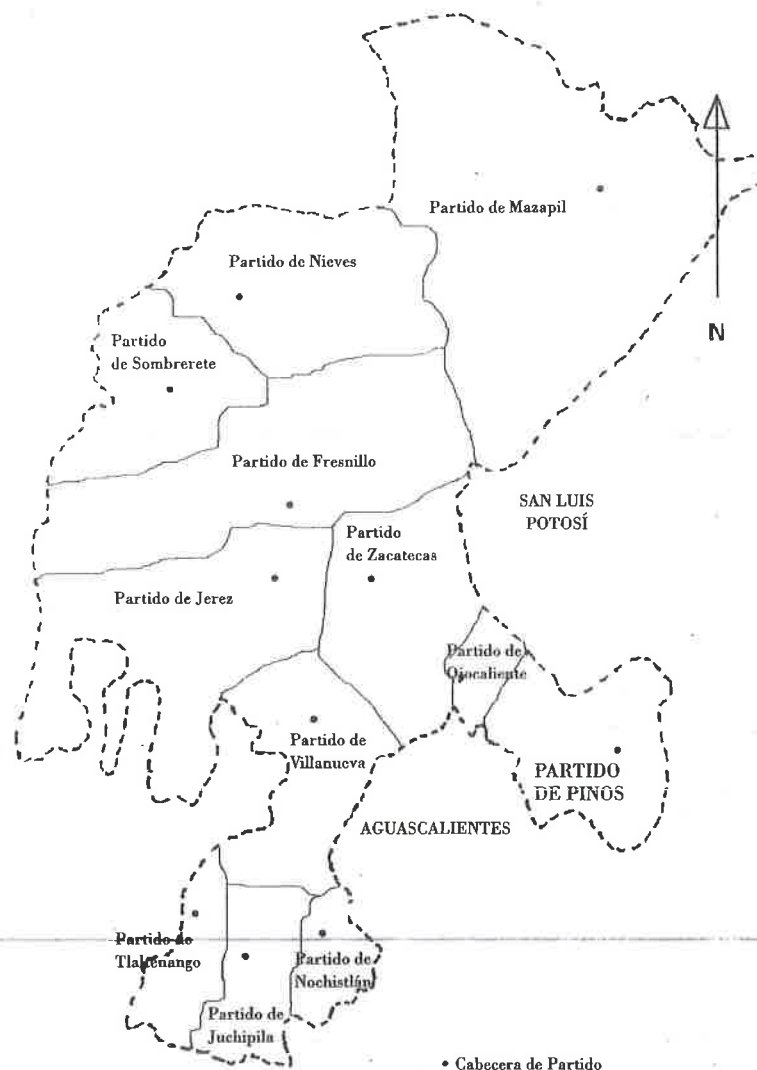 Partido de Mazapil
Partido de Nieves
N
Partido
de Sombrerete
Partido de Fresnillo
SAN LUIS
POTOSÍ
Partido
de Zacatecas
Partido de Jerez
Partido de
Ojocaliente
Partido de
Villanueva
PARTIDO
DE PINOS
AGUASCALIENTES
Partido de
Tlaltenango
Partido de
Nochistlán
Partido de
Juchipila
• Cabecera de Partido